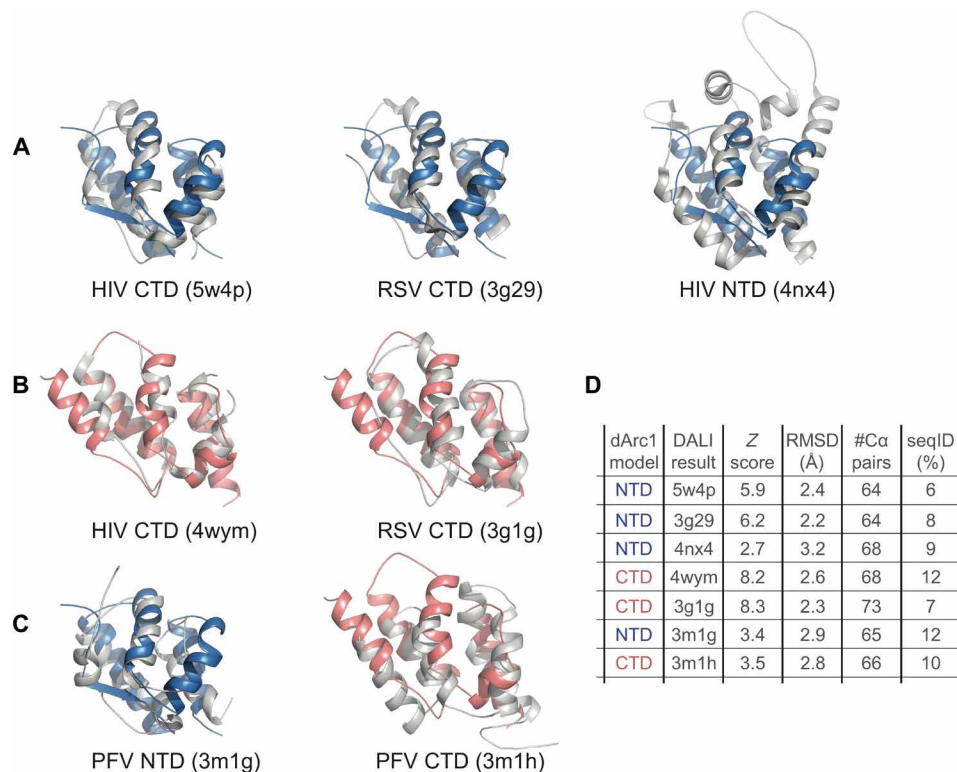 A
HIV CTD (5w4p)
RSV CTD (3g29)
HIV NTD (4nx4)
B
HIV CTD (4wym)
RSV CTD (3g1g)
C
PFV NTD (3m1g)
PFV CTD (3m1h)
D
dArc1 model DALI result Z score RMSD (Å) #Cα pairs seqID (%)
NTD 5w4p 5.9 2.4 64 6
NTD 3g29 6.2 2.2 64 8
NTD 4nx4 2.7 3.2 68 9
CTD 4wym 8.2 2.6 68 12
CTD 3g1g 8.3 2.3 73 7
NTD 3m1g 3.4 2.9 65 12
CTD 3m1h 3.5 2.8 66 10